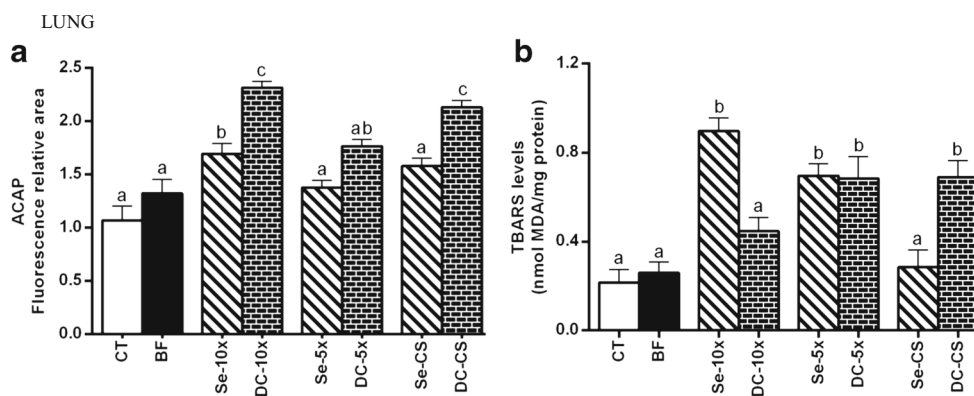 LUNG
a
ACAP
Fluorescence relative area
2.5
2.0
1.5
1.0
0.5
0.0
a
a
b
c
a
ab
a
c
CT-
BF-
Se-10x
DC-10x
Se-5x
DC-5x
Se-CS-
DC-CS-
b
TBARS levels
(nmol MDA/mg protein)
1.2
0.8
0.4
0.0
a
a
b
a
b
b
a
b
CT-
BF-
Se-10x
DC-10x
Se-5x
DC-5x
Se-CS-
DC-CS-